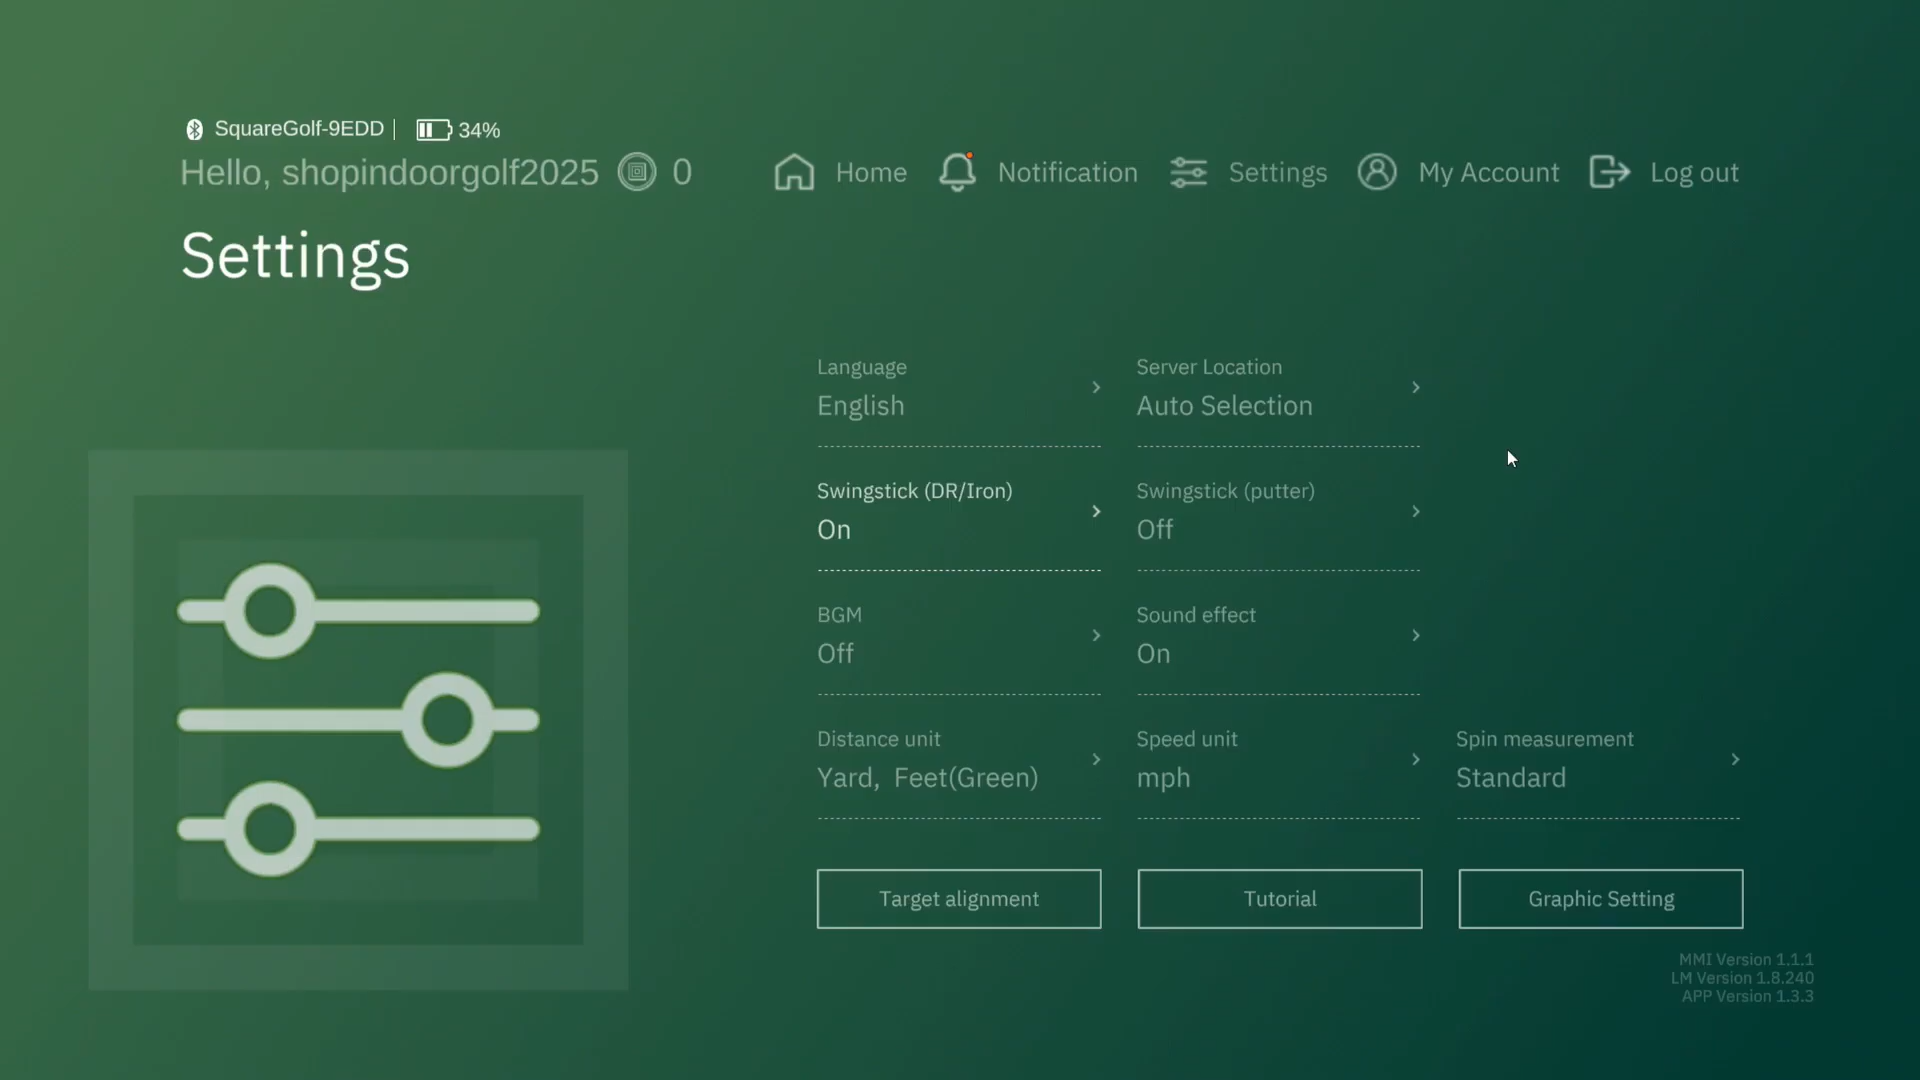 SquareGolf-9EDD | 34%
Hello, shopindoorgolf2025 0 Home Notification Settings My Account Log out
Settings
Language Server Location
English Auto Selection
Swingstick (DR/Iron) Swingstick (putter)
On Off
BGM Sound effect
Off On
Distance unit Speed unit Spin measurement
Yard, Feet(Green) mph Standard
Target alignment Tutorial Graphic Setting
MMI Version 1.1.1
LM Version 1.8.240
APP Version 1.3.3